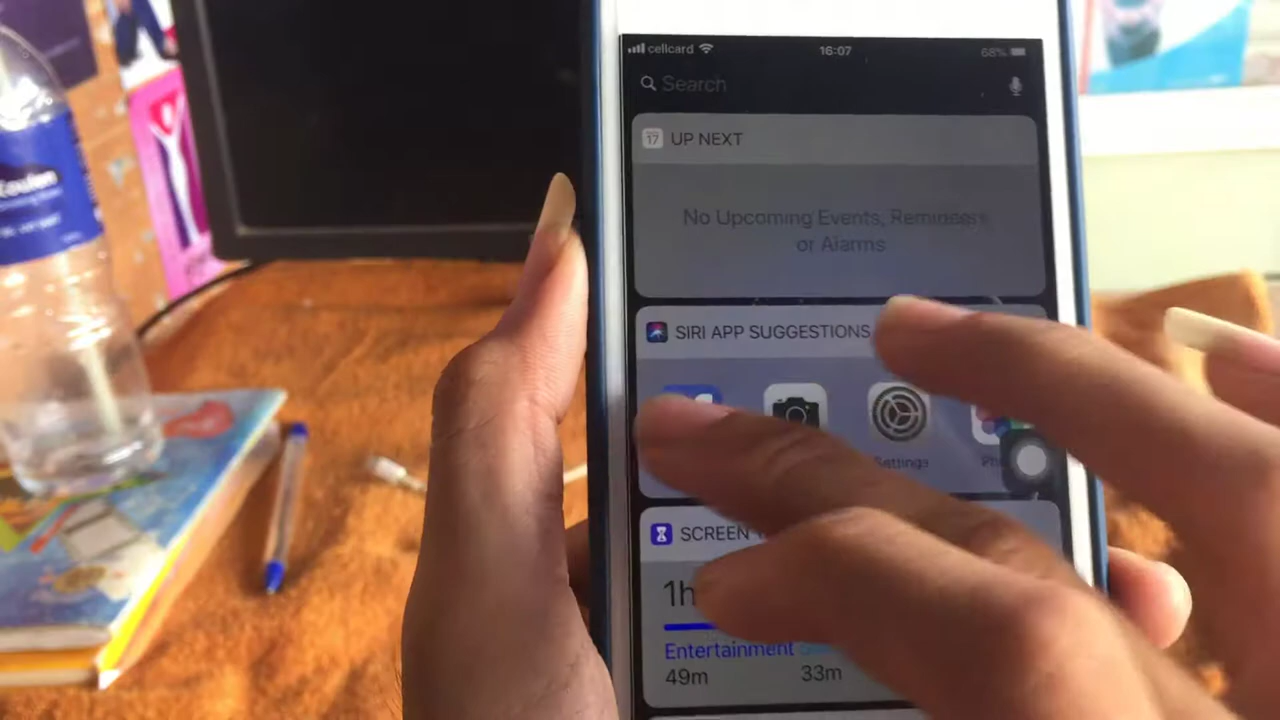 cellcard 16:07 68%
Search
17 UP NEXT
No Upcoming Events, Reminders
or Alarms
SIRI APP SUGGESTIONS
Settings
SCREEN
1h
Entertainment
49m 33m